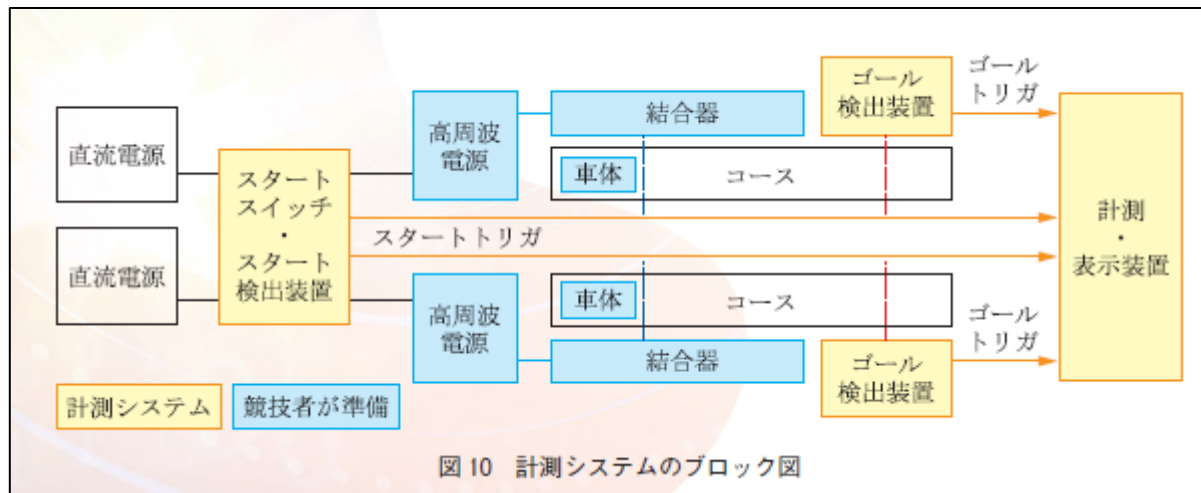 直流電源
直流電源
スタート
スイッチ
・
スタート
検出装置
高周波
電源
結合器
車体
コース
ゴール
検出装置
ゴール
トリガ
スタートトリガ
計測
・
表示装置
高周波
電源
車体
コース
結合器
ゴール
検出装置
ゴール
トリガ
計測システム
競技者が準備
図10 計測システムのブロック図